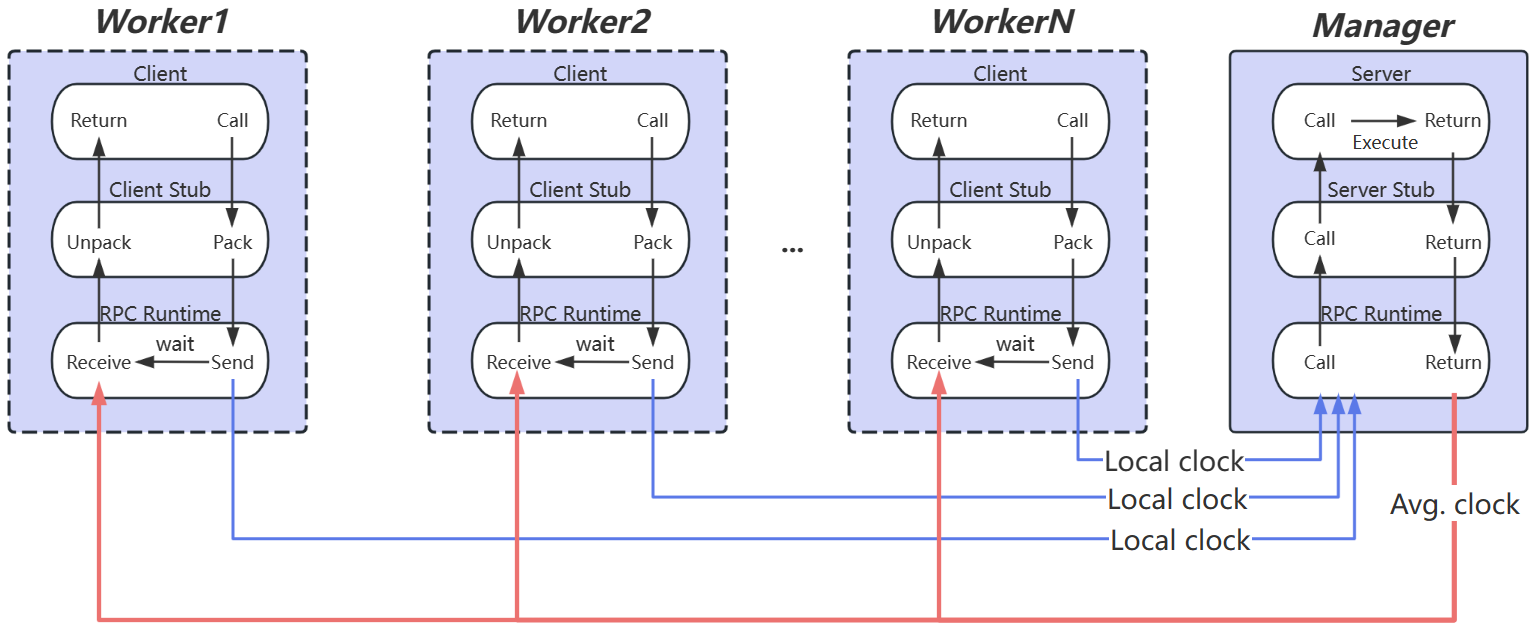 Worker1
Client
Return
Call
Client Stub
Unpack
Pack
RPC Runtime
wait
Receive
Send
Worker2
Client
Return
Call
Client Stub
Unpack
Pack
RPC Runtime
wait
Receive
Send
...
WorkerN
Client
Return
Call
Client Stub
Unpack
Pack
RPC Runtime
wait
Receive
Send
Manager
Server
Call
Return
Execute
Server Stub
Call
Return
RPC Runtime
Call
Return
Local clock
Local clock
Local clock
Avg. clock